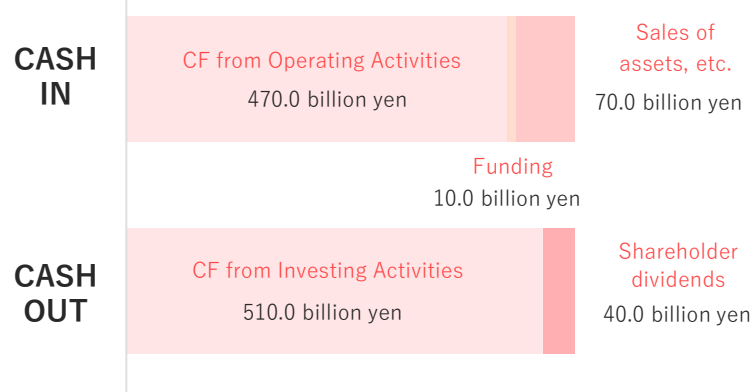 CASH
IN
CF from Operating Activities
470.0 billion yen
Sales of
assets, etc.
70.0 billion yen
Funding
10.0 billion yen
CASH
OUT
CF from Investing Activities
510.0 billion yen
Shareholder
dividends
40.0 billion yen